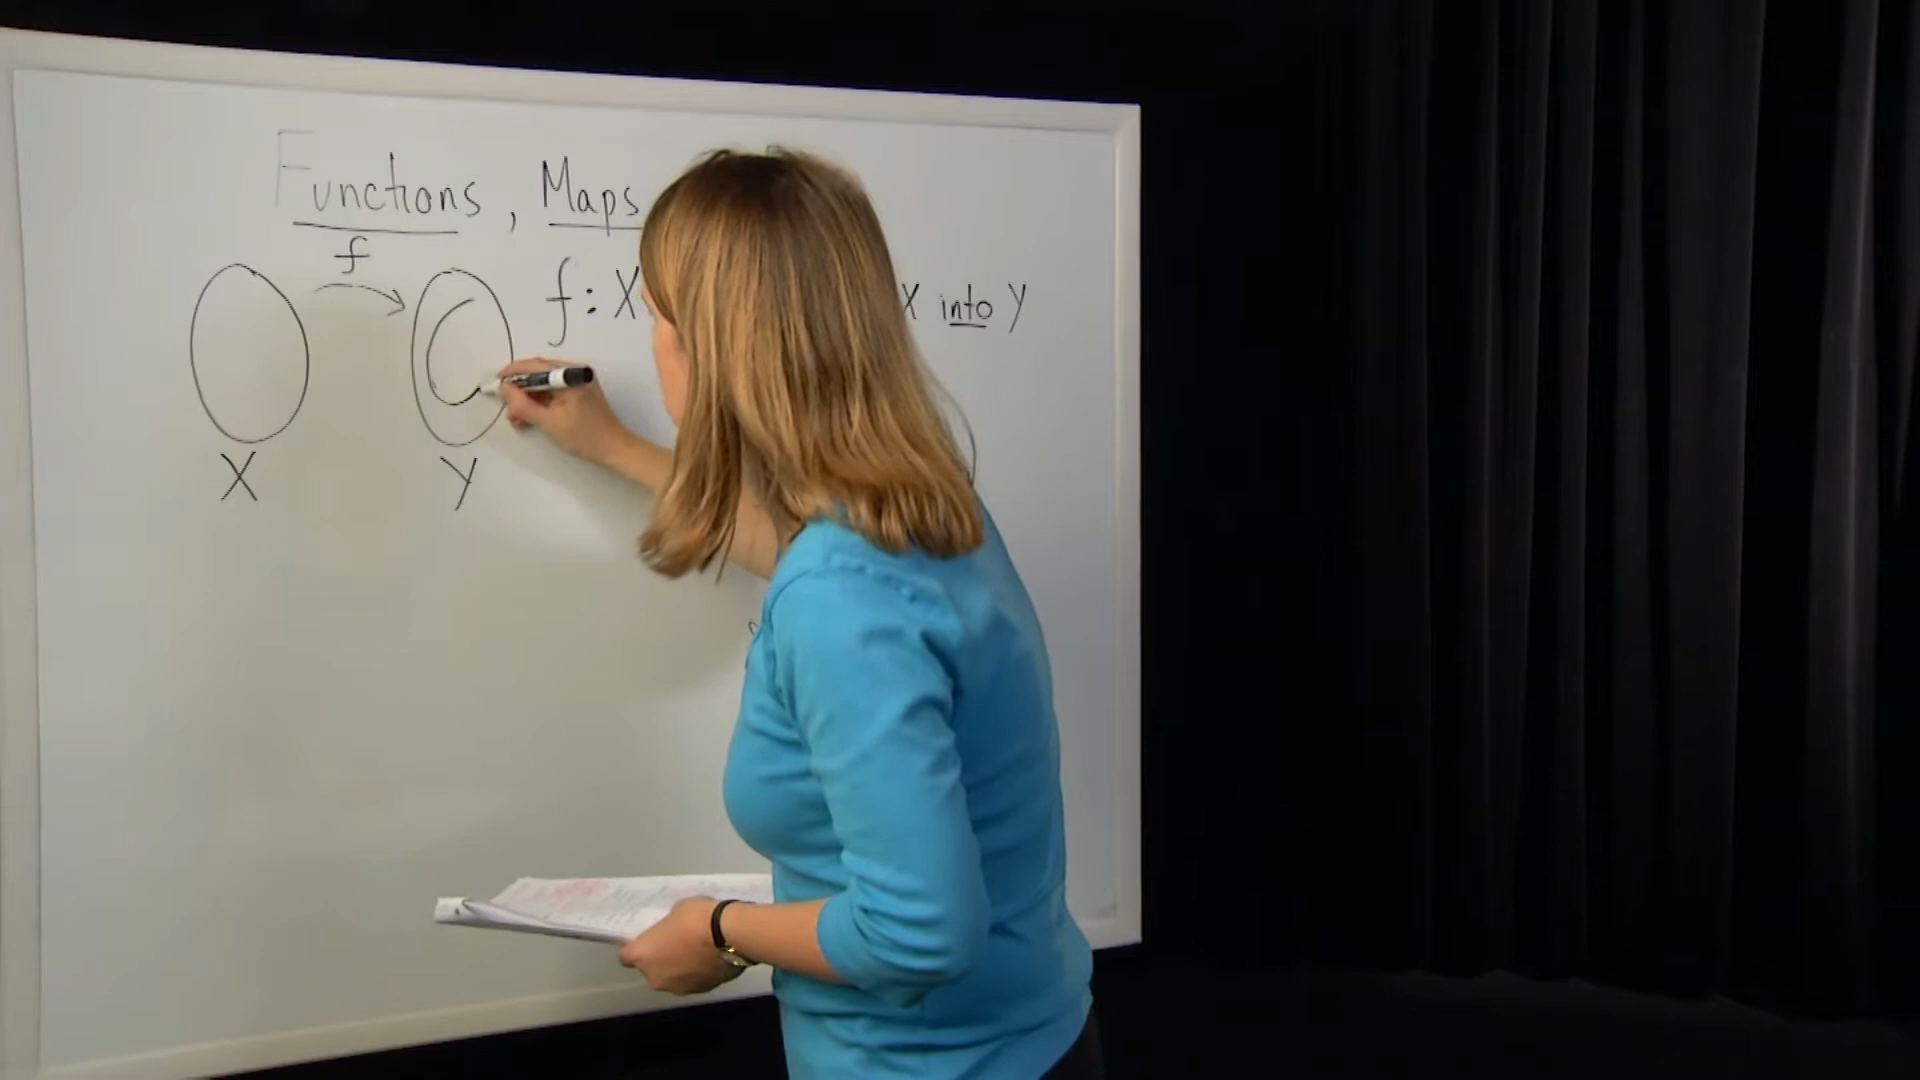 Functions, Maps
f
f: X X into Y
X Y